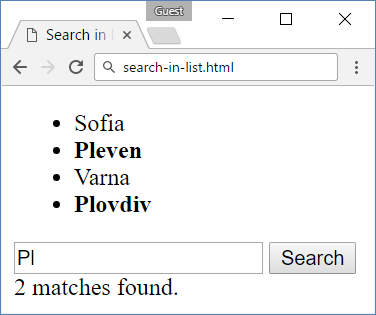 Guest
Search in
search-in-list.html
Sofia
Pleven
Varna
Plovdiv
Pl Search
2 matches found.